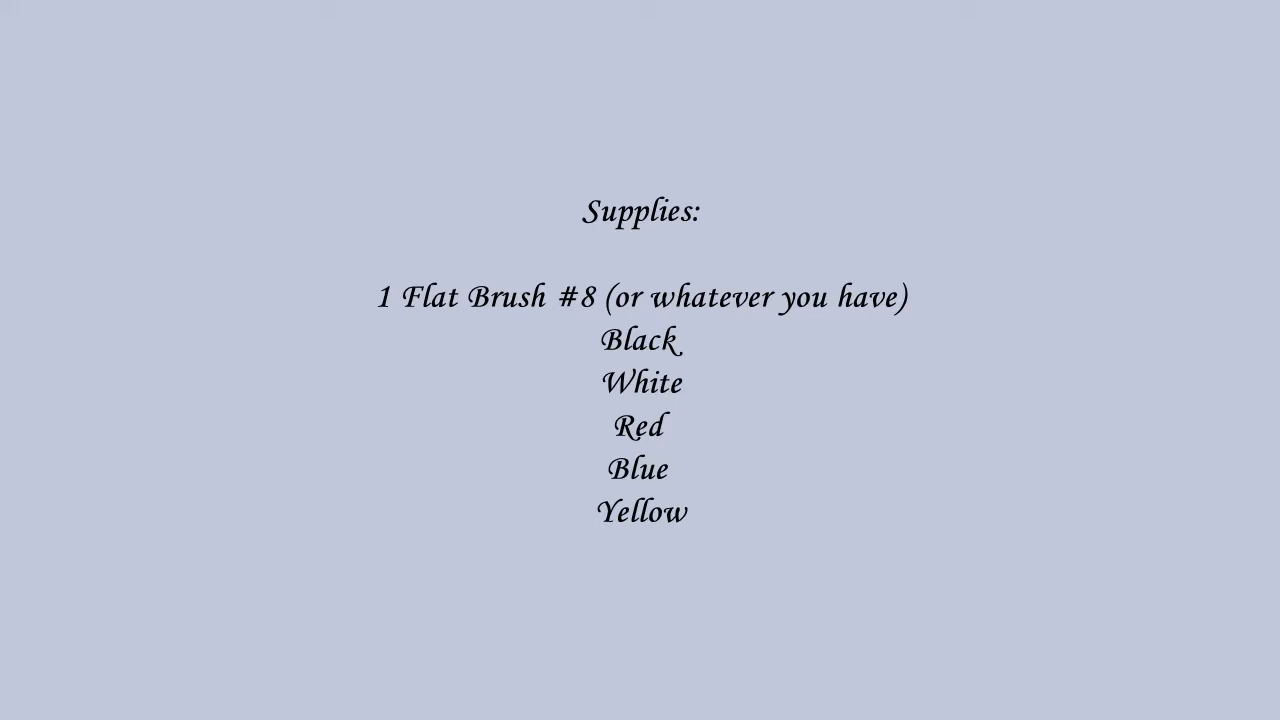 Supplies:
1 Flat Brush #8 (or whatever you have)
Black
White
Red
Blue
Yellow